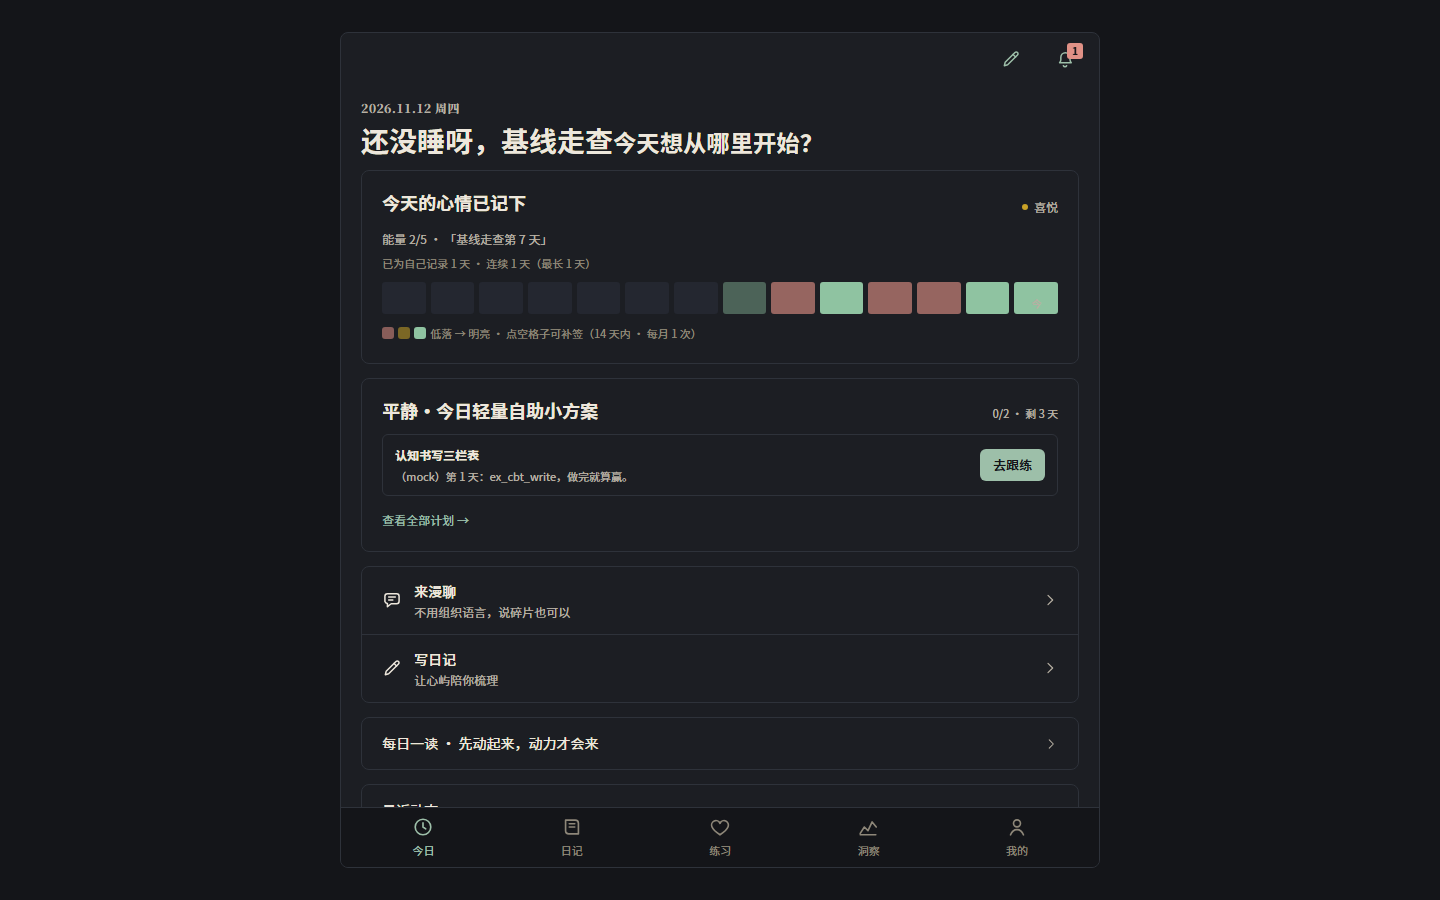 1
2026.11.12 周四
还没睡呀，基线走查今天想从哪里开始？
今天的心情已记下
喜悦
能量 2/5 · 「基线走查第 7 天」
已为自己记录 1 天 · 连续 1 天（最长 1 天）
低落 → 明亮 · 点空格子可补签（14 天内 · 每月 1 次）
平静 · 今日轻量自助小方案
0/2 · 剩 3 天
认知书写三栏表
（mock）第 1 天：ex_cbt_write，做完就算赢。
去跟练
查看全部计划 →
来漫聊
不用组织语言，说碎片也可以
写日记
让心屿陪你梳理
每日一读 · 先动起来，动力才会来
今日
日记
练习
洞察
我的